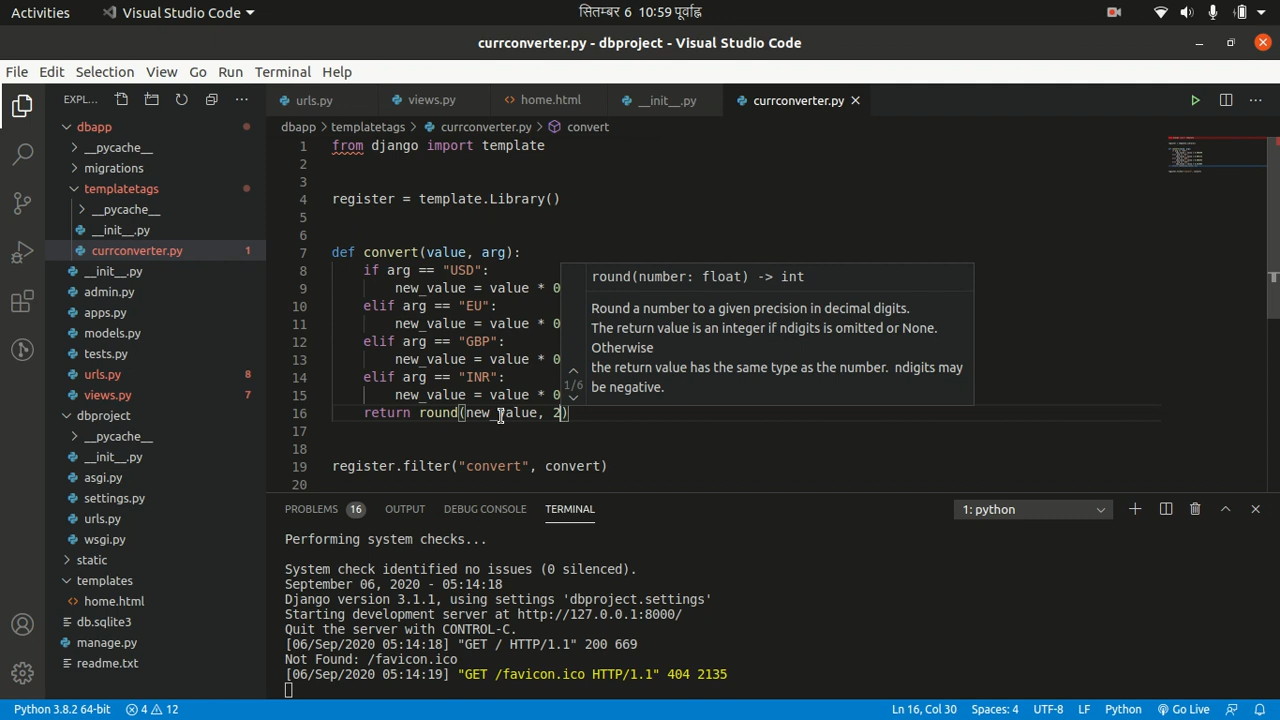 Activities Visual Studio Code सितम्बर 6 10:59 पूर्वाह्न
currconverter.py - dbproject - Visual Studio Code
File Edit Selection View Go Run Terminal Help
EXPL... urls.py views.py home.html __init__.py currconverter.py
dbapp > templatetags > currconverter.py > convert
dbapp
__pycache__
migrations
templatetags
__pycache__
__init__.py
currconverter.py 1
__init__.py
admin.py
apps.py
models.py
tests.py
urls.py 8
views.py 7
dbproject
__pycache__
__init__.py
asgi.py
settings.py
urls.py
wsgi.py
static
templates
home.html
db.sqlite3
manage.py
readme.txt
1 from django import template
2
3
4 register = template.Library()
5
6
7 def convert(value, arg):
8 if arg == "USD":
9 new_value = value * 0
10 elif arg == "EU":
11 new_value = value * 0
12 elif arg == "GBP":
13 new_value = value * 0
14 elif arg == "INR":
15 new_value = value * 0
16 return round(new_value, 2)
17
18
19 register.filter("convert", convert)
20
round(number: float) -> int
Round a number to a given precision in decimal digits.
The return value is an integer if ndigits is omitted or None.
Otherwise
the return value has the same type as the number. ndigits may
be negative.
1/6
PROBLEMS 16 OUTPUT DEBUG CONSOLE TERMINAL 1: python
Performing system checks...
System check identified no issues (0 silenced).
September 06, 2020 - 05:14:18
Django version 3.1.1, using settings 'dbproject.settings'
Starting development server at http://127.0.0.1:8000/
Quit the server with CONTROL-C.
[06/Sep/2020 05:14:18] "GET / HTTP/1.1" 200 669
Not Found: /favicon.ico
[06/Sep/2020 05:14:19] "GET /favicon.ico HTTP/1.1" 404 2135
Python 3.8.2 64-bit 4 12 Ln 16, Col 30 Spaces: 4 UTF-8 LF Python Go Live